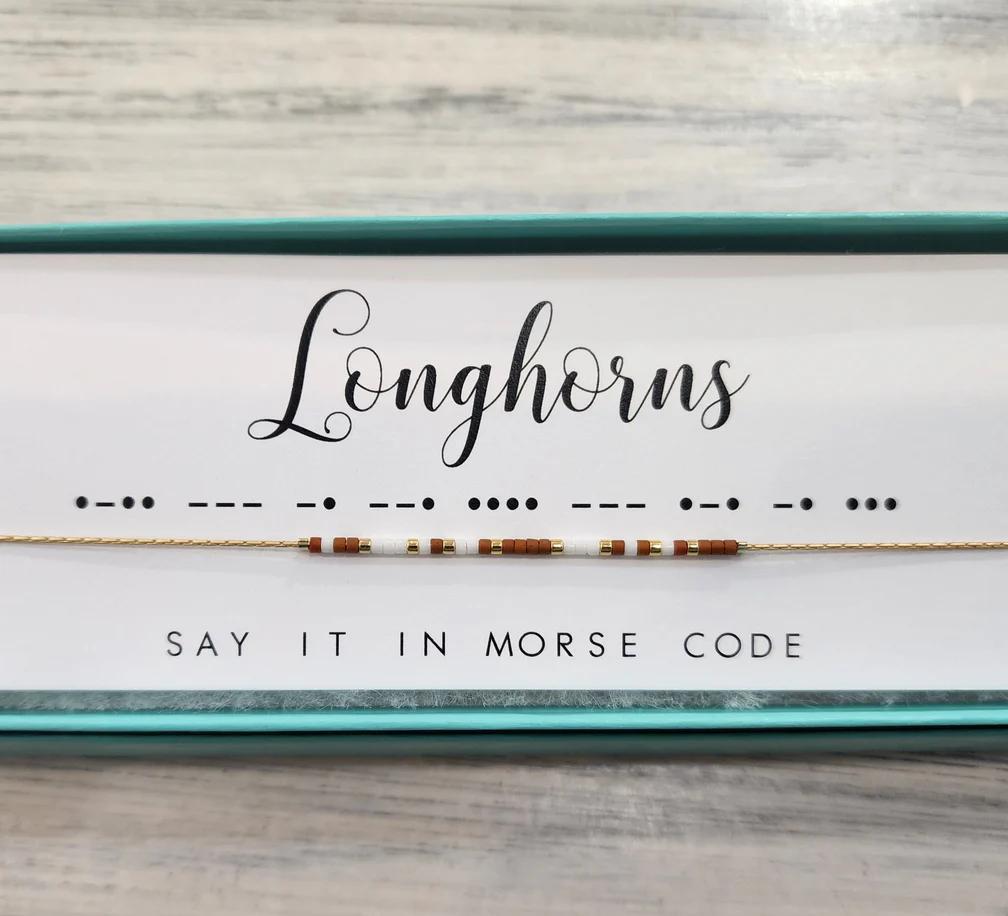 Longhorns
•–•• ––– –• ––• •••• ––– •–• –• •••
SAY IT IN MORSE CODE